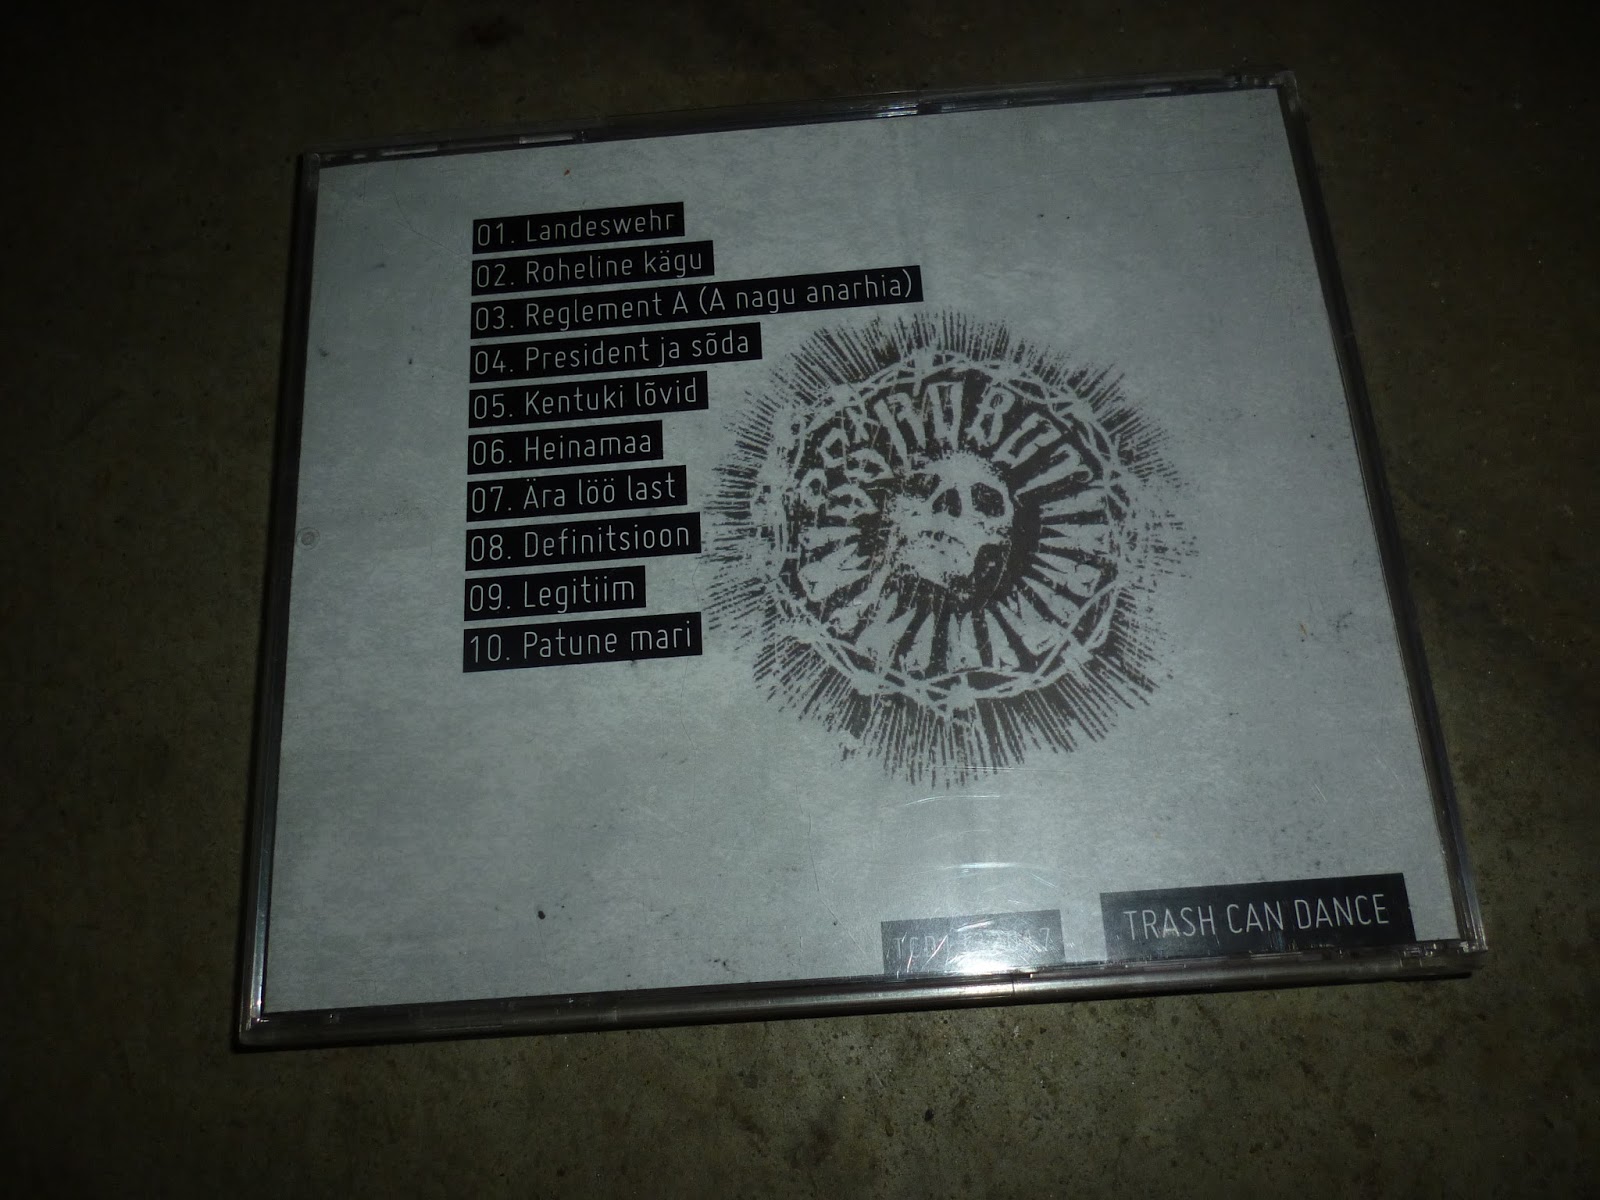 01. Landeswehr
02. Roheline kägu
03. Reglement A (A nagu anarhia)
04. President ja sõda
05. Kentuki lõvid
06. Heinamaa
07. Ära löö last
08. Definitsioon
09. Legitiim
10. Patune mari
TRASH CAN DANCE